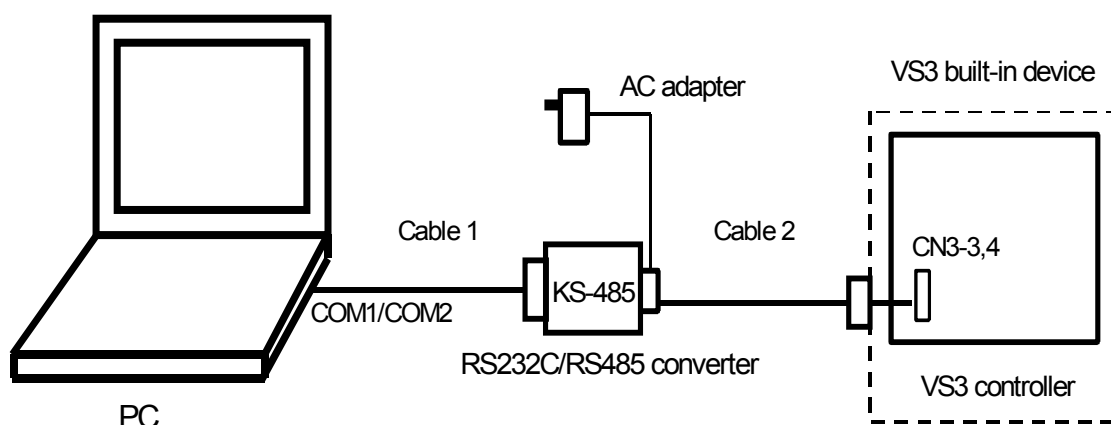 VS3 built-in device
AC adapter
Cable 1
Cable 2
CN3-3,4
KS-485
COM1/COM2
RS232C/RS485 converter
VS3 controller
PC